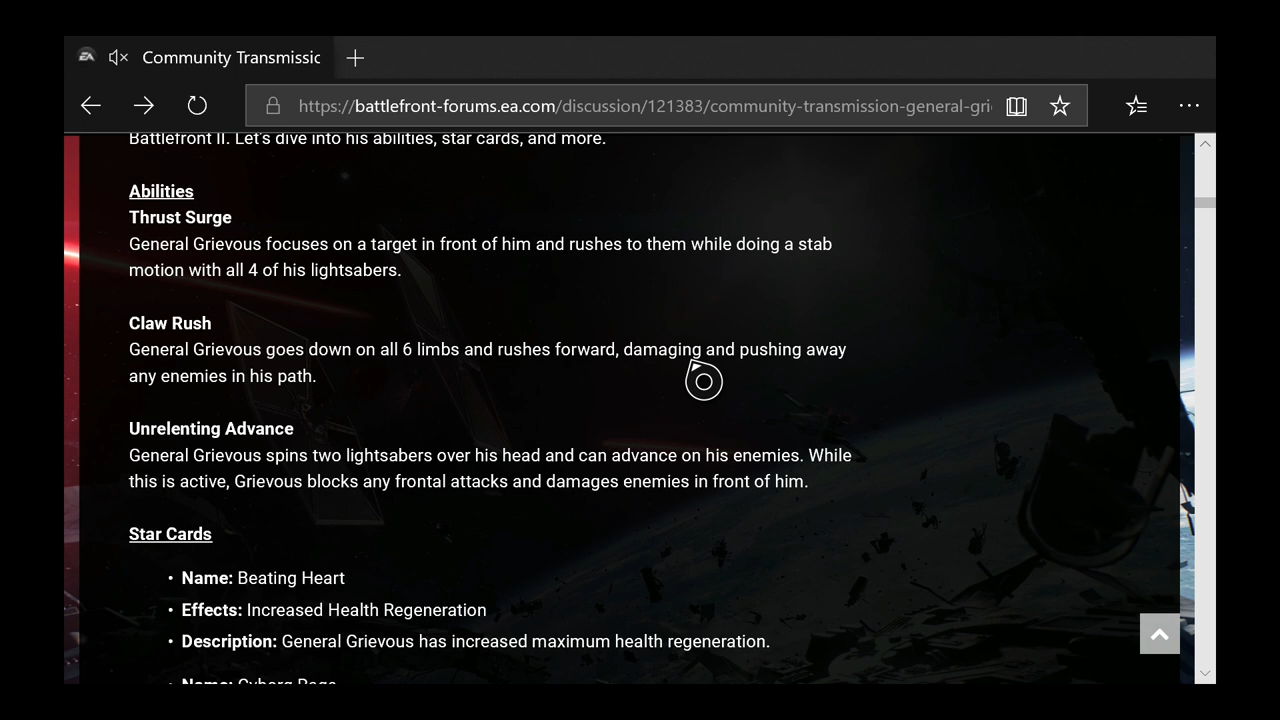 EA Community Transmissic
https://battlefront-forums.ea.com/discussion/121383/community-transmission-general-gri
Battlefront II. Let's dive into his abilities, star cards, and more.
Abilities
Thrust Surge
General Grievous focuses on a target in front of him and rushes to them while doing a stab
motion with all 4 of his lightsabers.
Claw Rush
General Grievous goes down on all 6 limbs and rushes forward, damaging and pushing away
any enemies in his path.
Unrelenting Advance
General Grievous spins two lightsabers over his head and can advance on his enemies. While
this is active, Grievous blocks any frontal attacks and damages enemies in front of him.
Star Cards
• Name: Beating Heart
• Effects: Increased Health Regeneration
• Description: General Grievous has increased maximum health regeneration.
• Name: Cyborg Rage